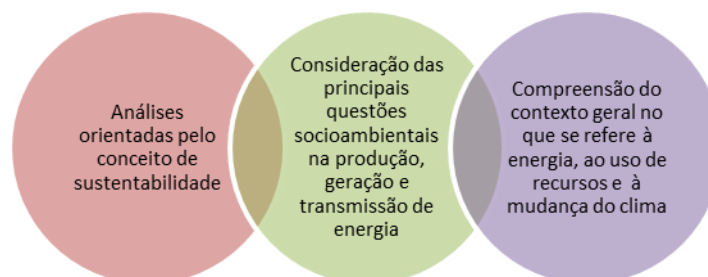 Análises
orientadas pelo
conceito de
sustentabilidade
Consideração das
principais
questões
socioambientais
na produção,
geração e
transmissão de
energia
Compreensão do
contexto geral no
que se refere à
energia, ao uso de
recursos e à
mudança do clima